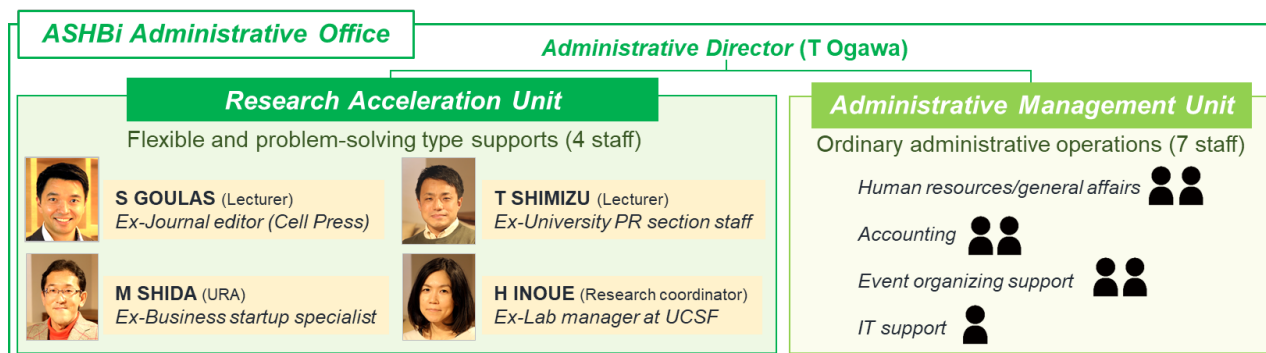 ASHBi Administrative Office
Administrative Director (T Ogawa)
Research Acceleration Unit
Flexible and problem-solving type supports (4 staff)
S GOULAS (Lecturer)
Ex-Journal editor (Cell Press)
T SHIMIZU (Lecturer)
Ex-University PR section staff
M SHIDA (URA)
Ex-Business startup specialist
H INOUE (Research coordinator)
Ex-Lab manager at UCSF
Administrative Management Unit
Ordinary administrative operations (7 staff)
Human resources/general affairs
Accounting
Event organizing support
IT support